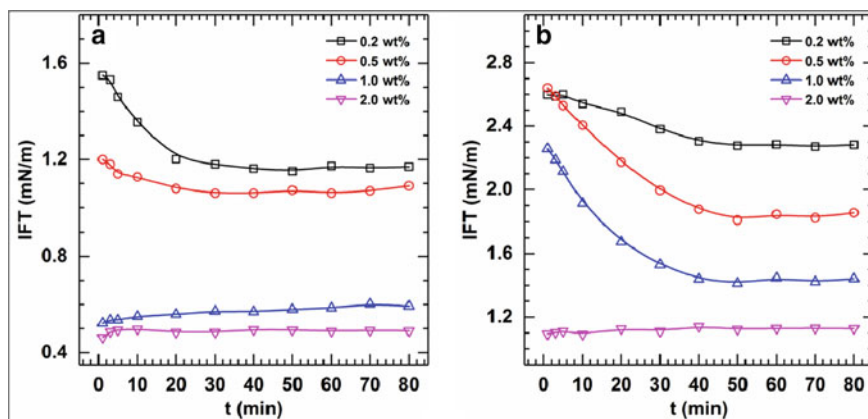 a
0.2 wt%
0.5 wt%
1.0 wt%
2.0 wt%
IFT (mN/m)
1.6
1.2
0.8
0.4
0 10 20 30 40 50 60 70 80
t (min)
b
0.2 wt%
0.5 wt%
1.0 wt%
2.0 wt%
IFT (mN/m)
2.6
2.2
1.8
1.4
1.2
0 10 20 30 40 50 60 70 80
t (min)